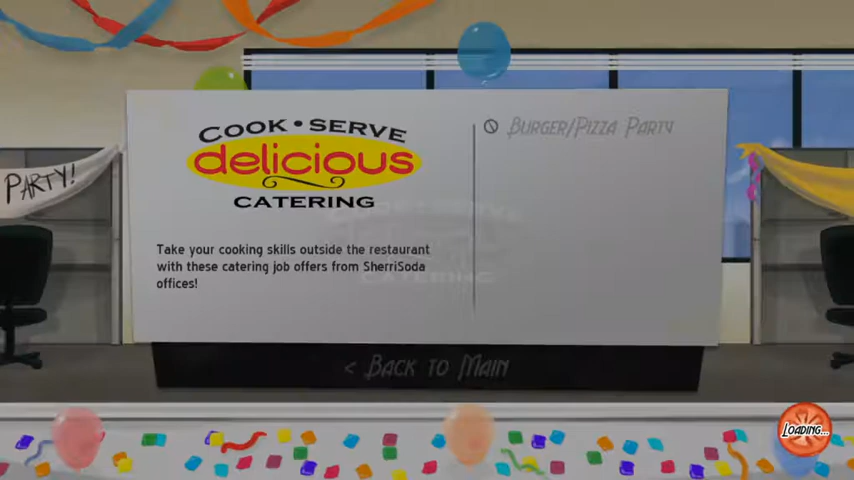 PARTY!
COOK • SERVE
delicious
CATERING
Take your cooking skills outside the restaurant
with these catering job offers from SherriSoda
offices!
Burger/Pizza Party
< Back to Main
Loading...